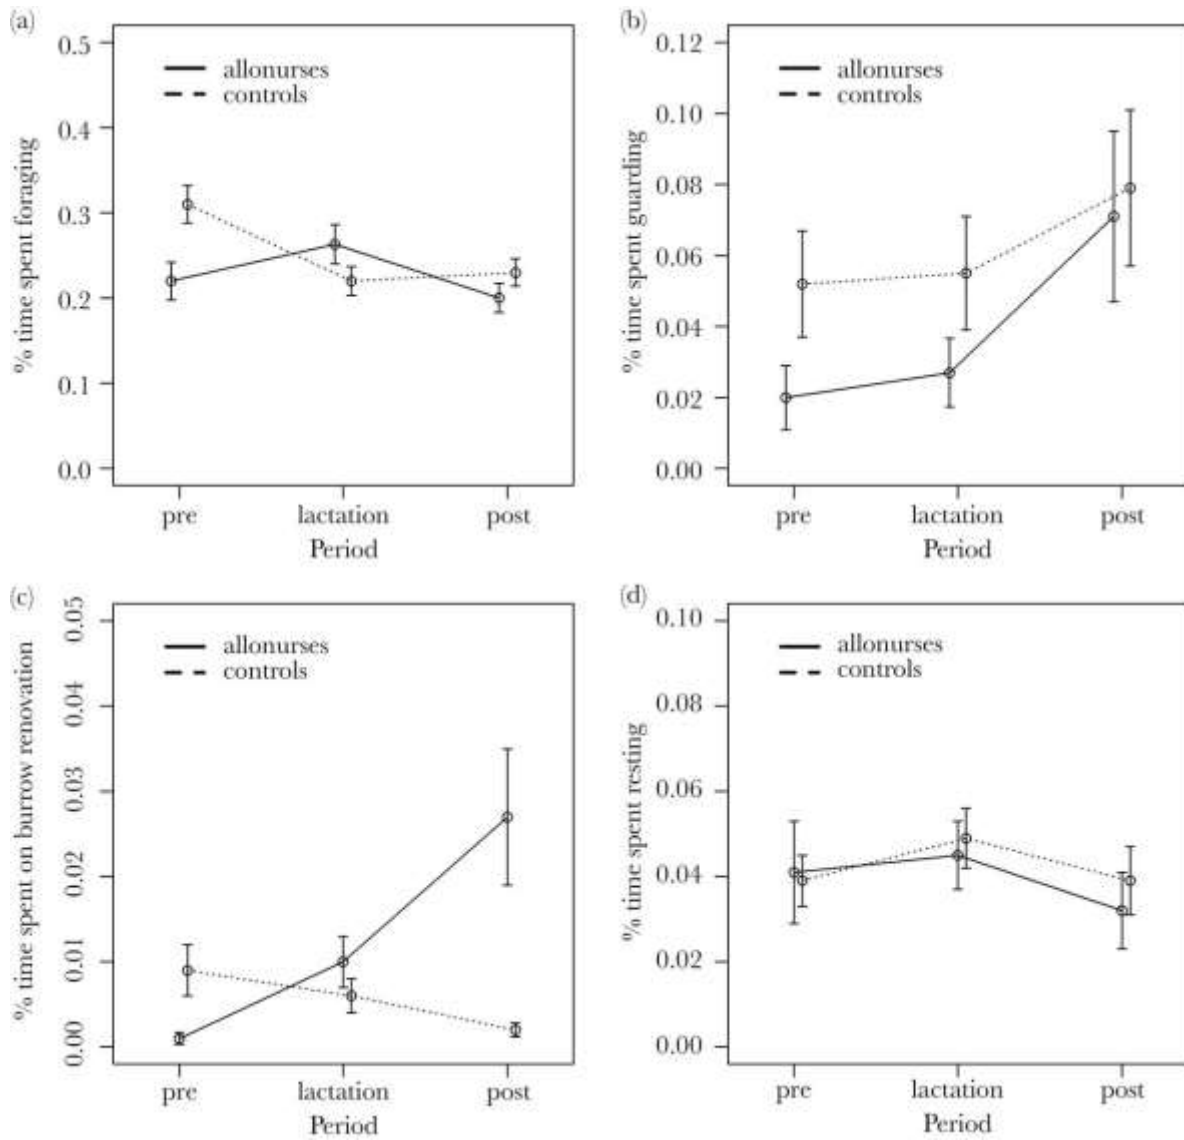 (a)
0.5
0.4
0.3
0.2
0.1
0.0
% time spent foraging
allonurses
controls
pre
lactation
post
Period
(b)
0.12
0.10
0.08
0.06
0.04
0.02
0.00
% time spent guarding
allonurses
controls
pre
lactation
post
Period
(c)
0.05
0.04
0.03
0.02
0.01
0.00
% time spent on burrow renovation
allonurses
controls
pre
lactation
post
Period
(d)
0.10
0.08
0.06
0.04
0.02
0.00
% time spent resting
allonurses
controls
pre
lactation
post
Period